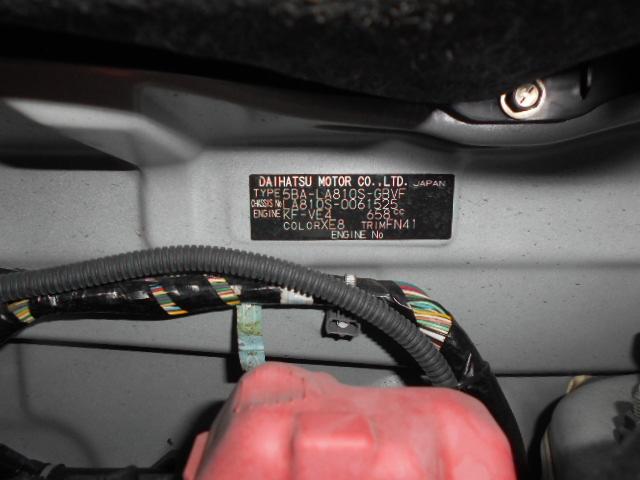 DAIHATSU MOTOR CO.,LTD. JAPAN
TYPE 5BA-LA810S-GBVF
CHASSIS No LA810S-0061525
ENGINE KF-VE4 658cc
COLOR XE8 TRIM FN41
ENGINE No